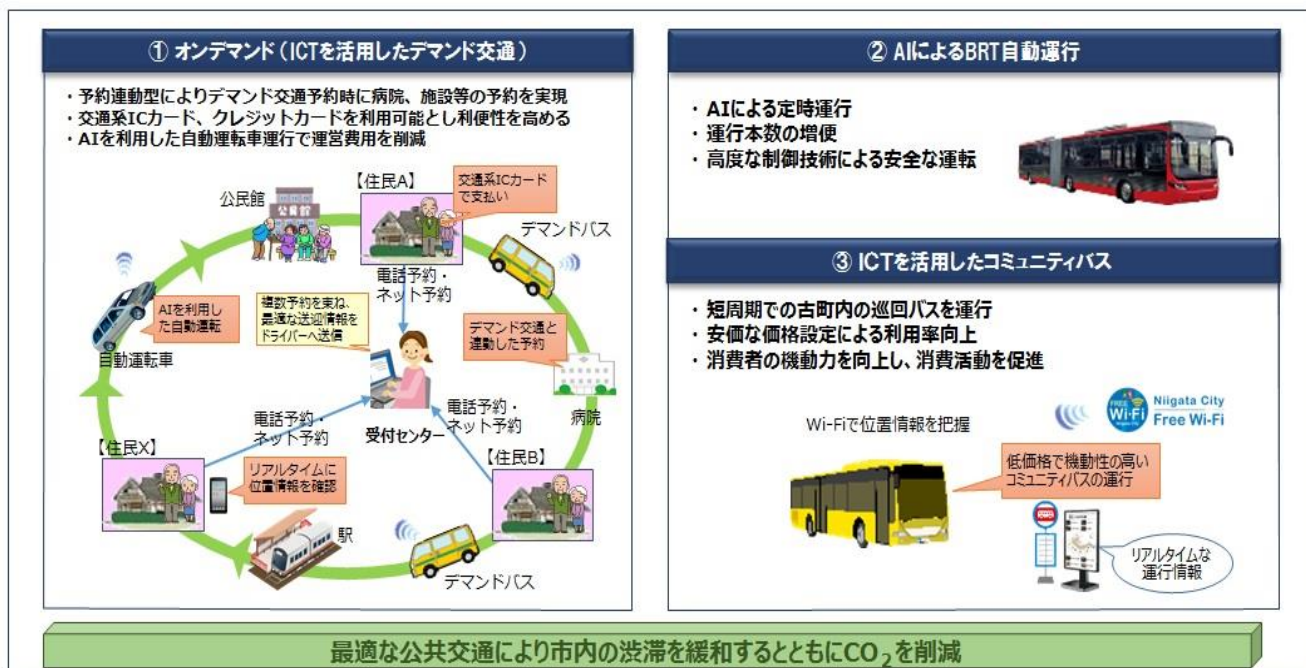 ① オンデマンド(ICTを活用したデマンド交通)
・予約連動型によりデマンド交通予約時に病院、施設等の予約を実現
・交通系ICカード、クレジットカードを利用可能とし利便性を高める
・AIを利用した自動運転車運行で運営費用を削減
公民館
公民館
【住民A】
交通系ICカード
で支払い
デマンドバス
電話予約・
ネット予約
AIを利用し
た自動運転
自動運転車
複数予約を束ね、
最適な送迎情報を
ドライバーへ送信
デマンド交通と
連動した予約
病院
受付センター
電話予約・
ネット予約
電話予約・
ネット予約
【住民X】
リアルタイムに
位置情報を確認
【住民B】
駅
デマンドバス
② AIによるBRT自動運行
・AIによる定時運行
・運行本数の増便
・高度な制御技術による安全な運転
③ ICTを活用したコミュニティバス
・短周期での古町内の巡回バスを運行
・安価な価格設定による利用率向上
・消費者の機動力を向上し、消費活動を促進
Wi-Fiで位置情報を把握
FREE
Wi-Fi
Niigata City
Free Wi-Fi
低価格で機動性の高い
コミュニティバスの運行
リアルタイムな
運行情報
最適な公共交通により市内の渋滞を緩和するとともにCO₂を削減